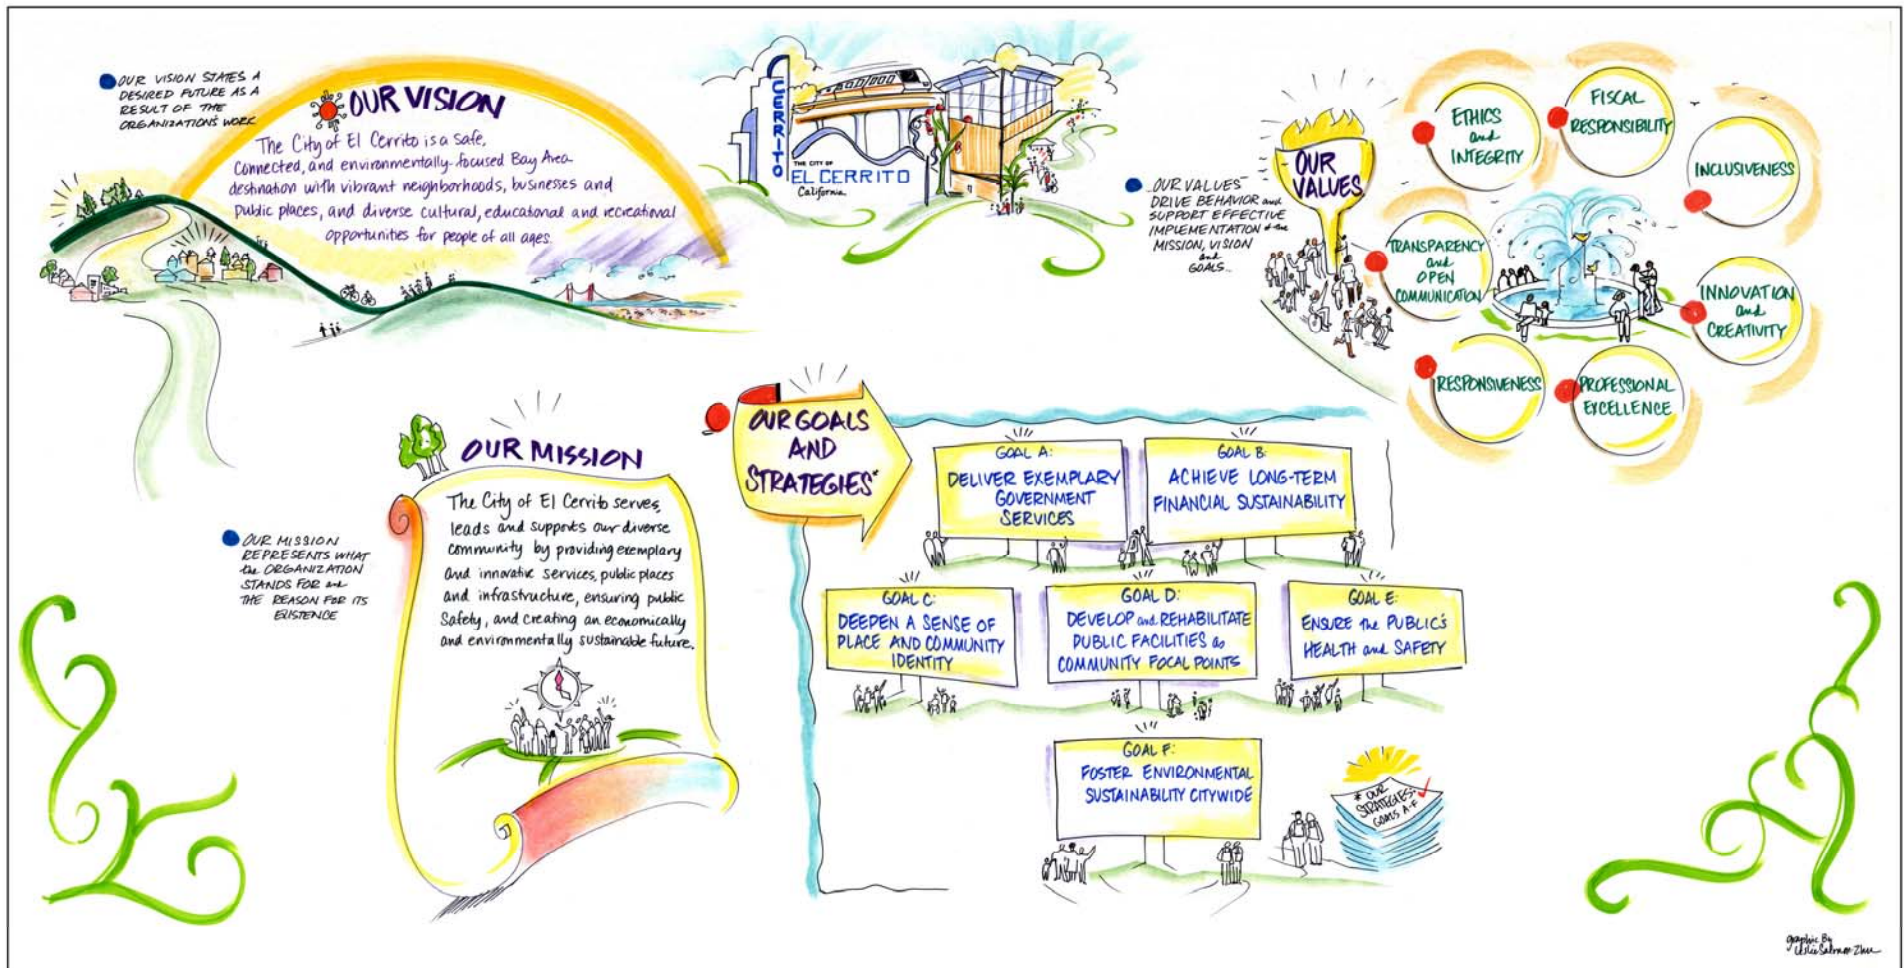 OUR VISION STATES A
DESIRED FUTURE AS A
RESULT OF THE
ORGANIZATION'S WORK
OUR VISION
The City of El Cerrito is a Safe,
Connected, and environmentally-focused Bay Area
destination with vibrant neighborhoods, businesses and
public places, and diverse cultural, educational and recreational
opportunities for people of all ages.
CERRITO
THE CITY OF
EL CERRITO
California
OUR VALUES
DRIVE BEHAVIOR and
SUPPORT EFFECTIVE
IMPLEMENTATION of the
MISSION, VISION
and
GOALS...
OUR
VALUES
ETHICS
and
INTEGRITY
FISCAL
RESPONSIBILITY
INCLUSIVENESS
TRANSPARENCY
and
OPEN
COMMUNICATION
INNOVATION
and
CREATIVITY
RESPONSIVENESS
PROFESSIONAL
EXCELLENCE
OUR MISSION
REPRESENTS WHAT
the ORGANIZATION
STANDS FOR and
THE REASON FOR ITS
EXISTENCE
OUR MISSION
The City of El Cerrito serves,
leads and supports our diverse
community by providing exemplary
and innovative services, public places
and infrastructure, ensuring public
Safety, and creating an economically
and environmentally sustainable future.
OUR GOALS
AND
STRATEGIES*
GOAL A:
DELIVER EXEMPLARY
GOVERNMENT
SERVICES
GOAL B:
ACHIEVE LONG-TERM
FINANCIAL SUSTAINABILITY
GOAL C:
DEEPEN A SENSE OF
PLACE AND COMMUNITY
IDENTITY
GOAL D:
DEVELOP and REHABILITATE
PUBLIC FACILITIES as
COMMUNITY FOCAL POINTS
GOAL E:
ENSURE the PUBLIC'S
HEALTH and SAFETY
GOAL F:
FOSTER ENVIRONMENTAL
SUSTAINABILITY CITYWIDE
* OUR
STRATEGIES:
GOALS A-F
graphic By
Leslie Salmon-Zhu